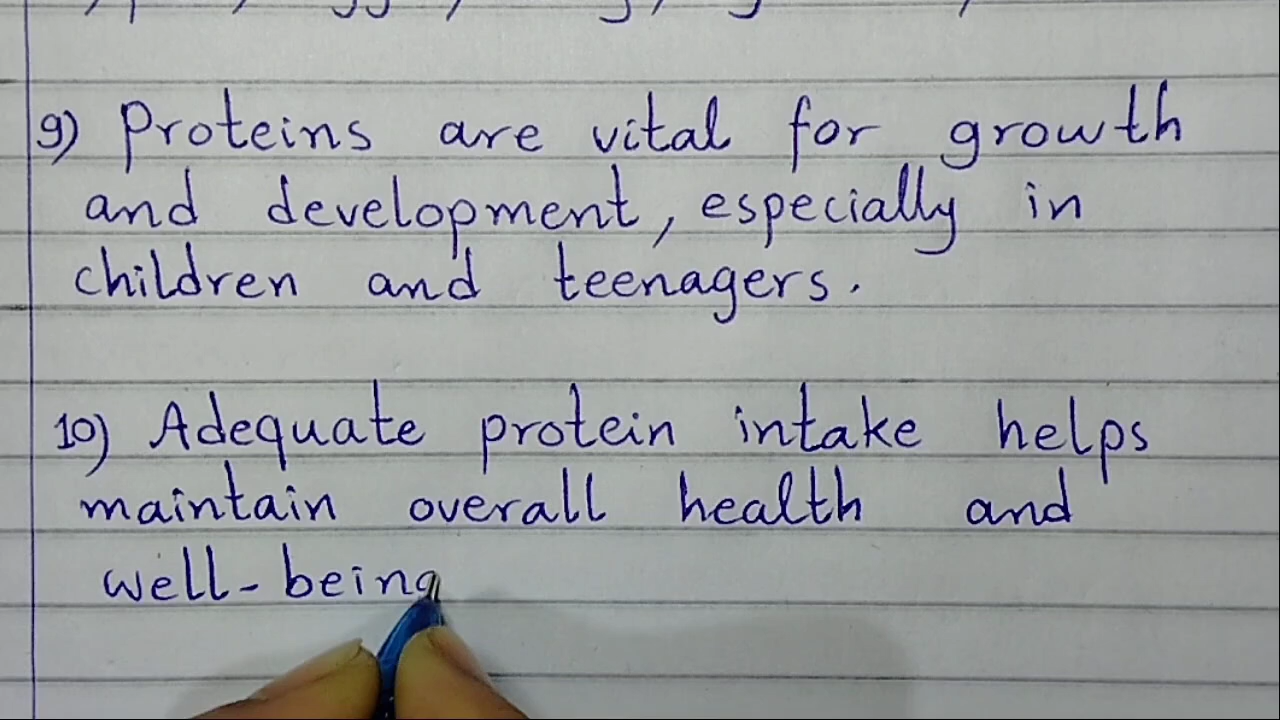 9) Proteins are vital for growth
and development, especially in
children and teenagers.
10) Adequate protein intake helps
maintain overall health and
well-being